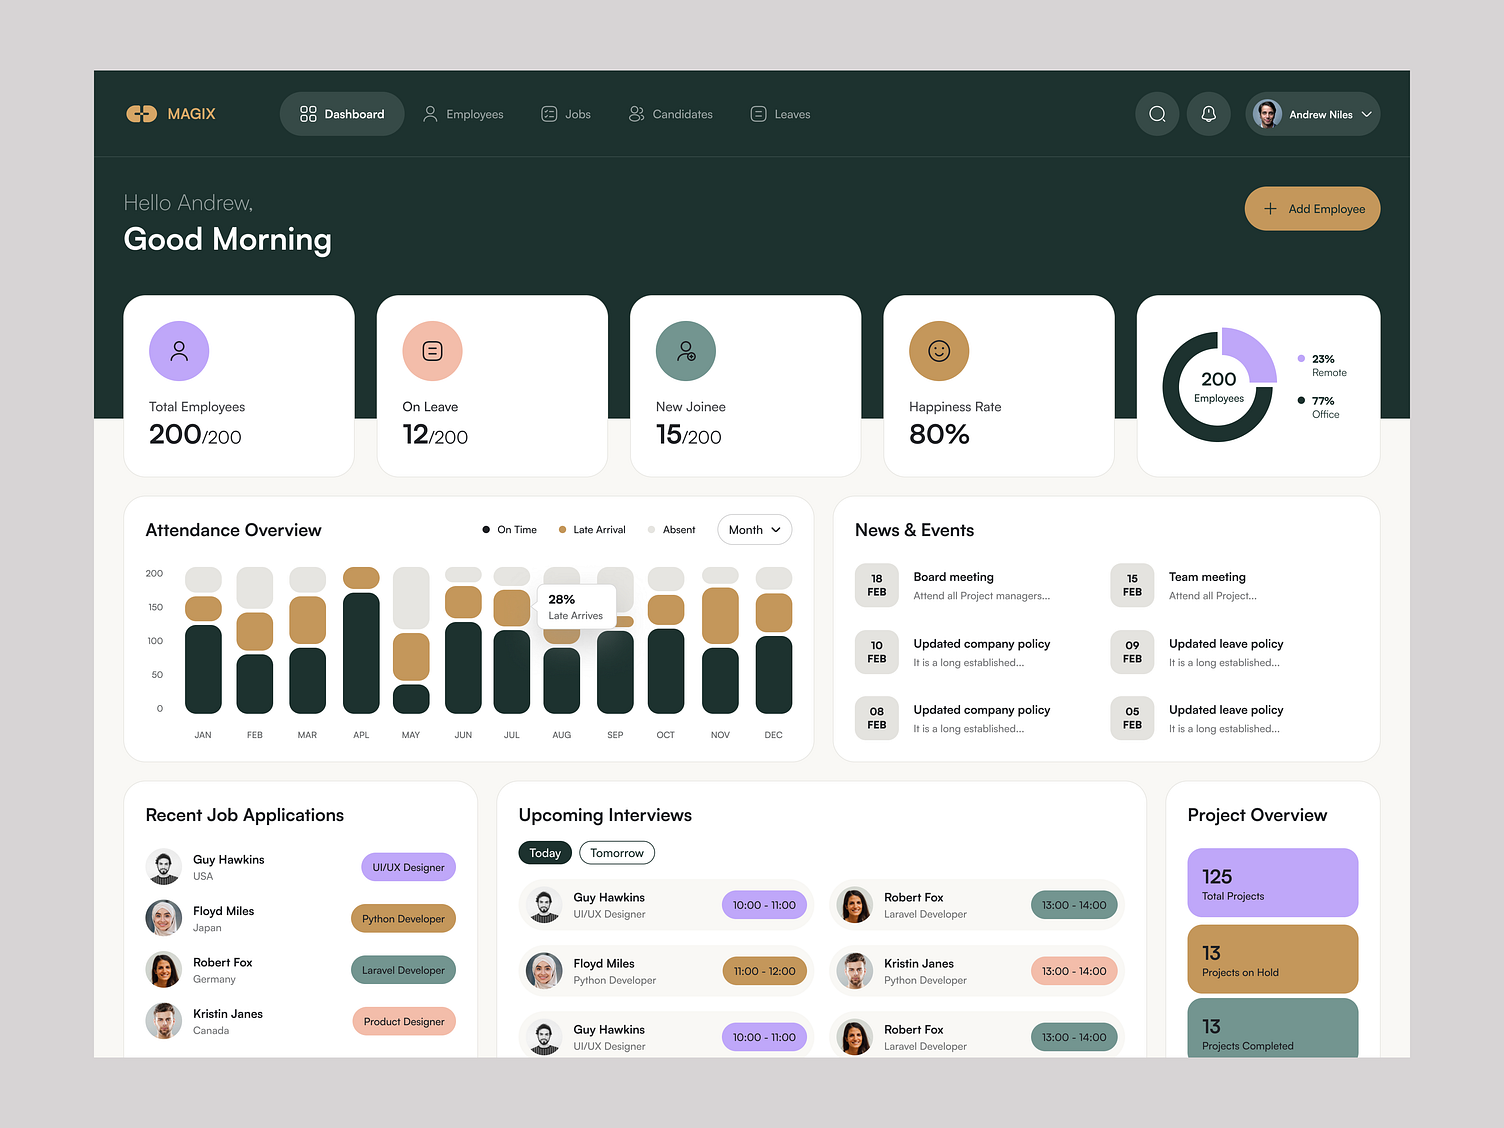 MAGIX
Dashboard
Employees
Jobs
Candidates
Leaves
Andrew Niles
Hello Andrew,
Good Morning
Add Employee
Total Employees
200/200
On Leave
12/200
New Joinee
15/200
Happiness Rate
80%
200
Employees
23%
Remote
77%
Office
Attendance Overview
On Time
Late Arrival
Absent
Month
200
150
100
50
0
28%
Late Arrives
JAN
FEB
MAR
APL
MAY
JUN
JUL
AUG
SEP
OCT
NOV
DEC
News & Events
18
FEB
Board meeting
Attend all Project managers...
15
FEB
Team meeting
Attend all Project...
10
FEB
Updated company policy
It is a long established...
09
FEB
Updated leave policy
It is a long established...
08
FEB
Updated company policy
It is a long established...
05
FEB
Updated leave policy
It is a long established...
Recent Job Applications
Guy Hawkins
USA
UI/UX Designer
Floyd Miles
Japan
Python Developer
Robert Fox
Germany
Laravel Developer
Kristin Janes
Canada
Product Designer
Upcoming Interviews
Today
Tomorrow
Guy Hawkins
UI/UX Designer
10:00 - 11:00
Robert Fox
Laravel Developer
13:00 - 14:00
Floyd Miles
Python Developer
11:00 - 12:00
Kristin Janes
Python Developer
13:00 - 14:00
Guy Hawkins
UI/UX Designer
10:00 - 11:00
Robert Fox
Laravel Developer
13:00 - 14:00
Project Overview
125
Total Projects
13
Projects on Hold
13
Projects Completed